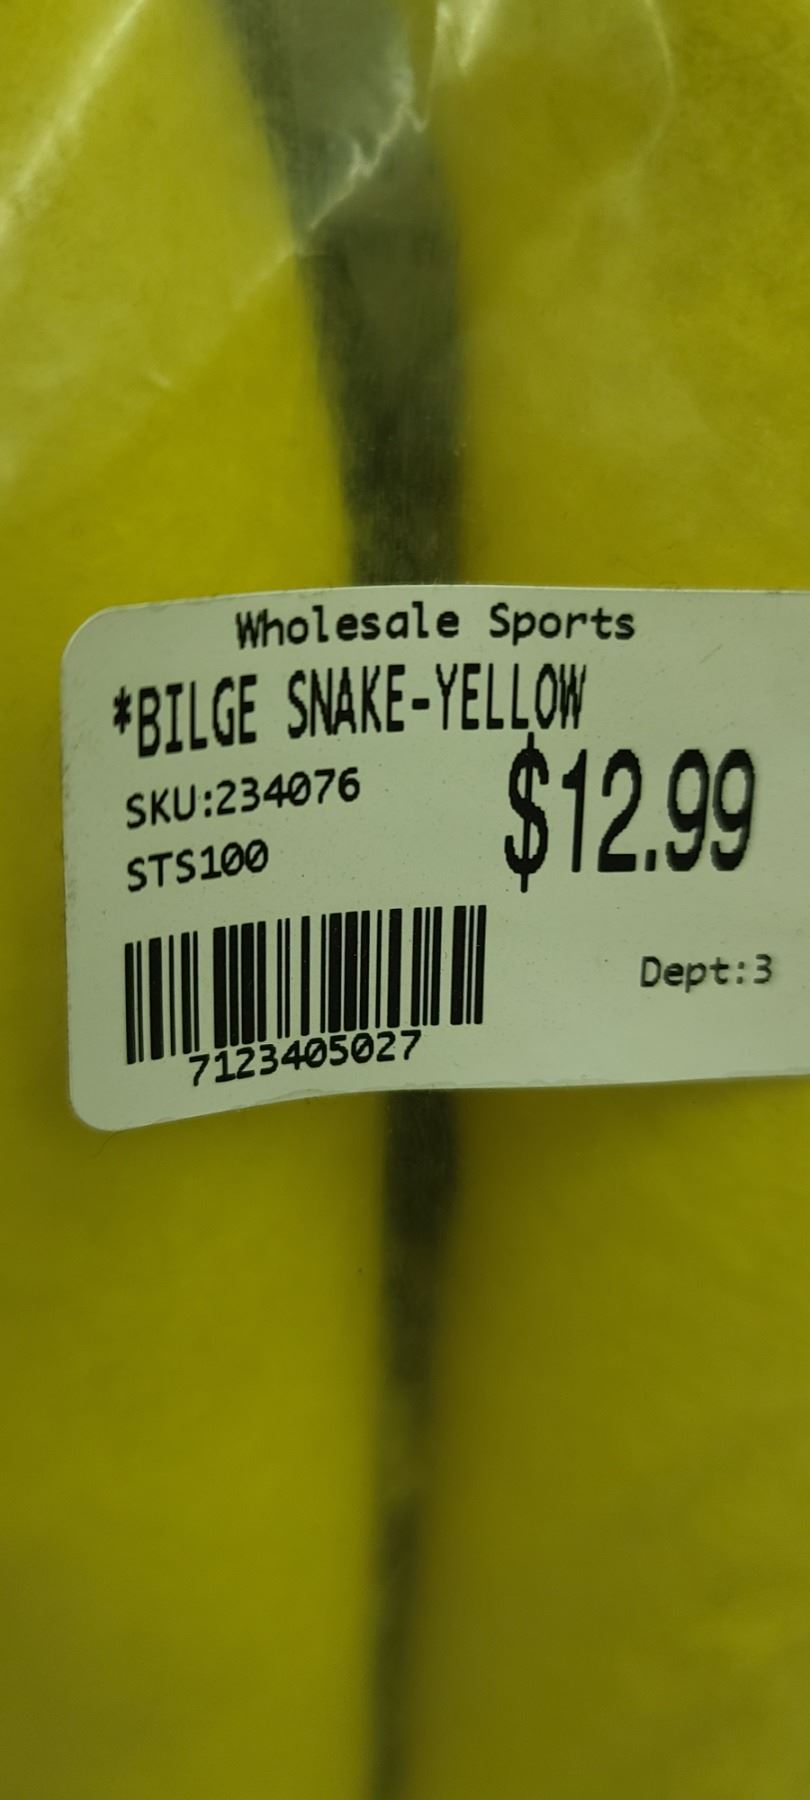 Wholesale Sports
*BILGE SNAKE-YELLOW
SKU:234076
$12.99
STS100
Dept:3
7123405027